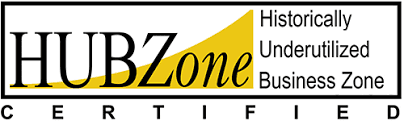 HUBZone
Historically
Underutilized
Business Zone
CERTIFIED